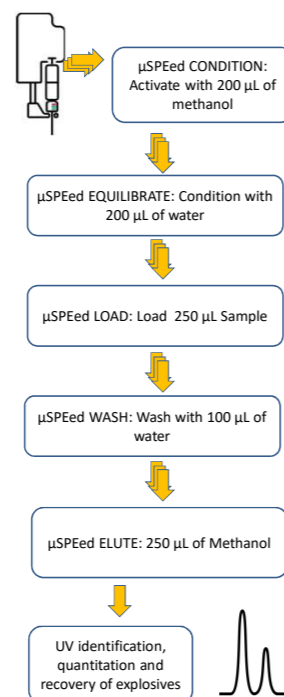 µSPEed CONDITION:
Activate with 200 µL of
methanol
µSPEed EQUILIBRATE: Condition with
200 µL of water
µSPEed LOAD: Load  250 µL Sample
µSPEed WASH: Wash with 100 µL of
water
µSPEed ELUTE: 250 µL of Methanol
UV identification,
quantitation and
recovery of explosives